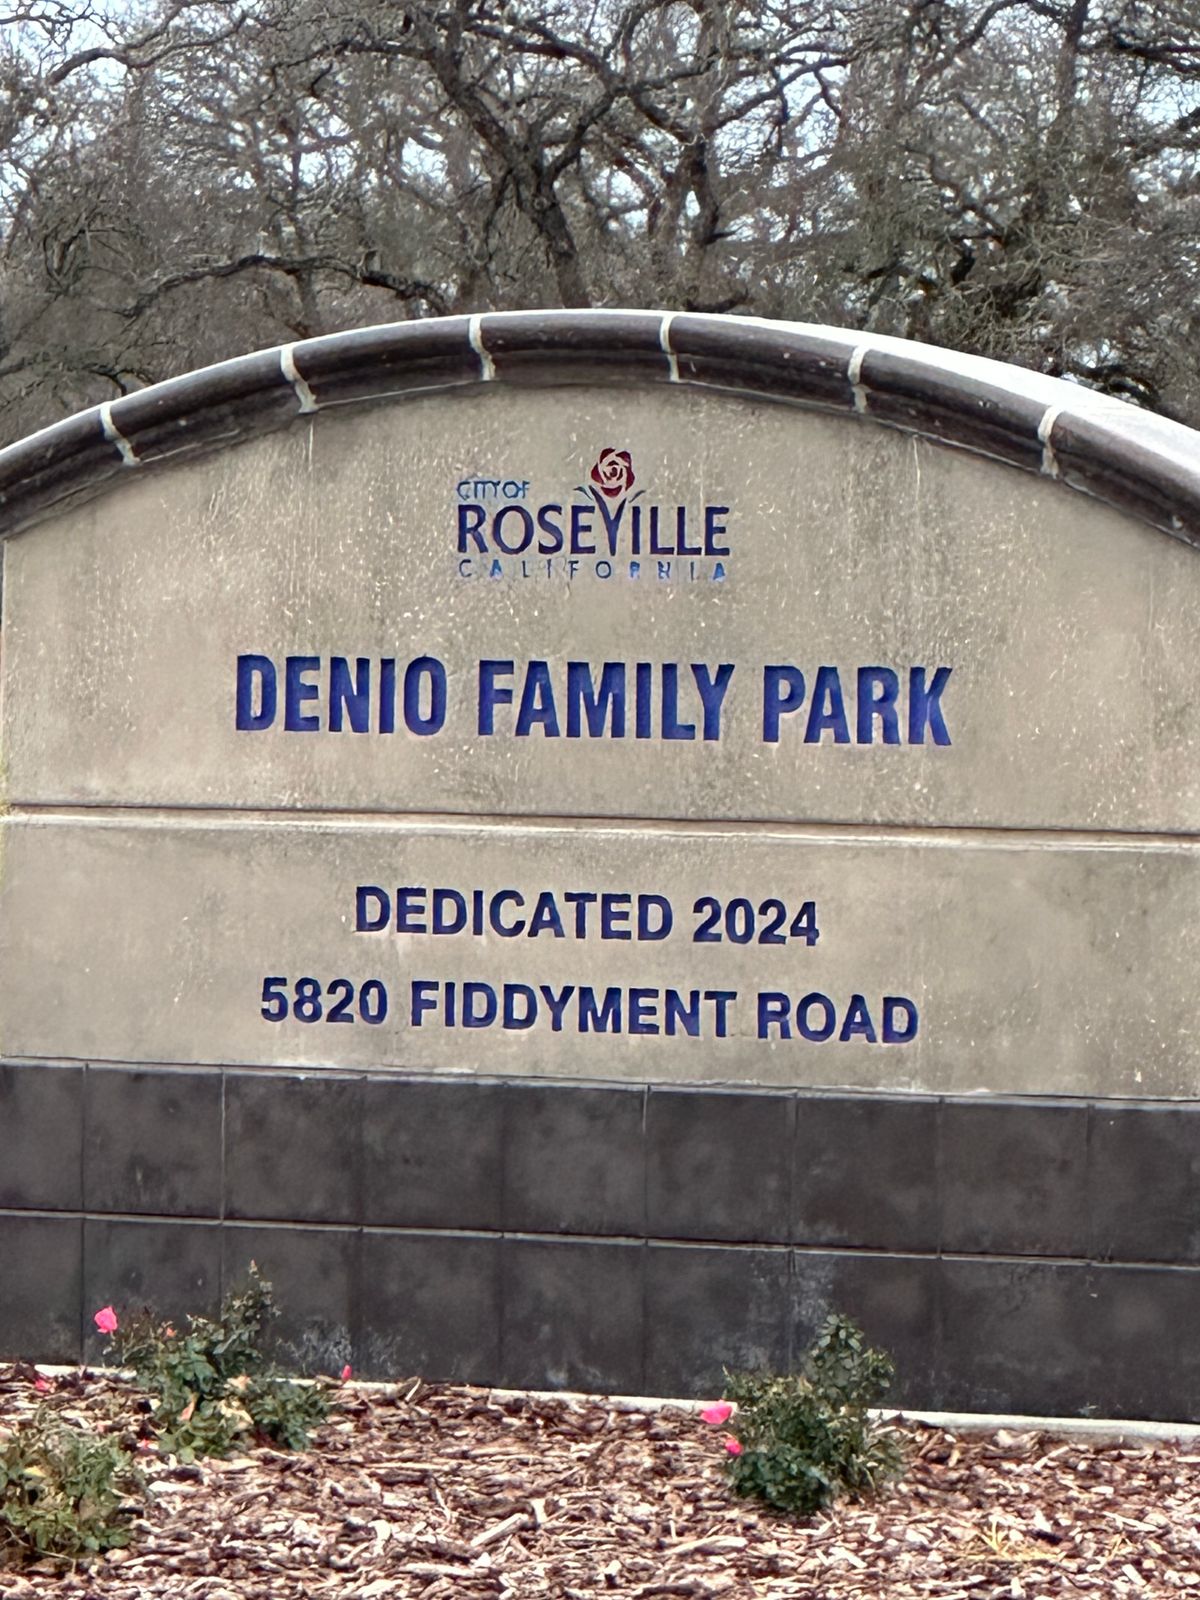 CITY OF
ROSEVILLE
CALIFORNIA
DENIO FAMILY PARK
DEDICATED 2024
5820 FIDDYMENT ROAD